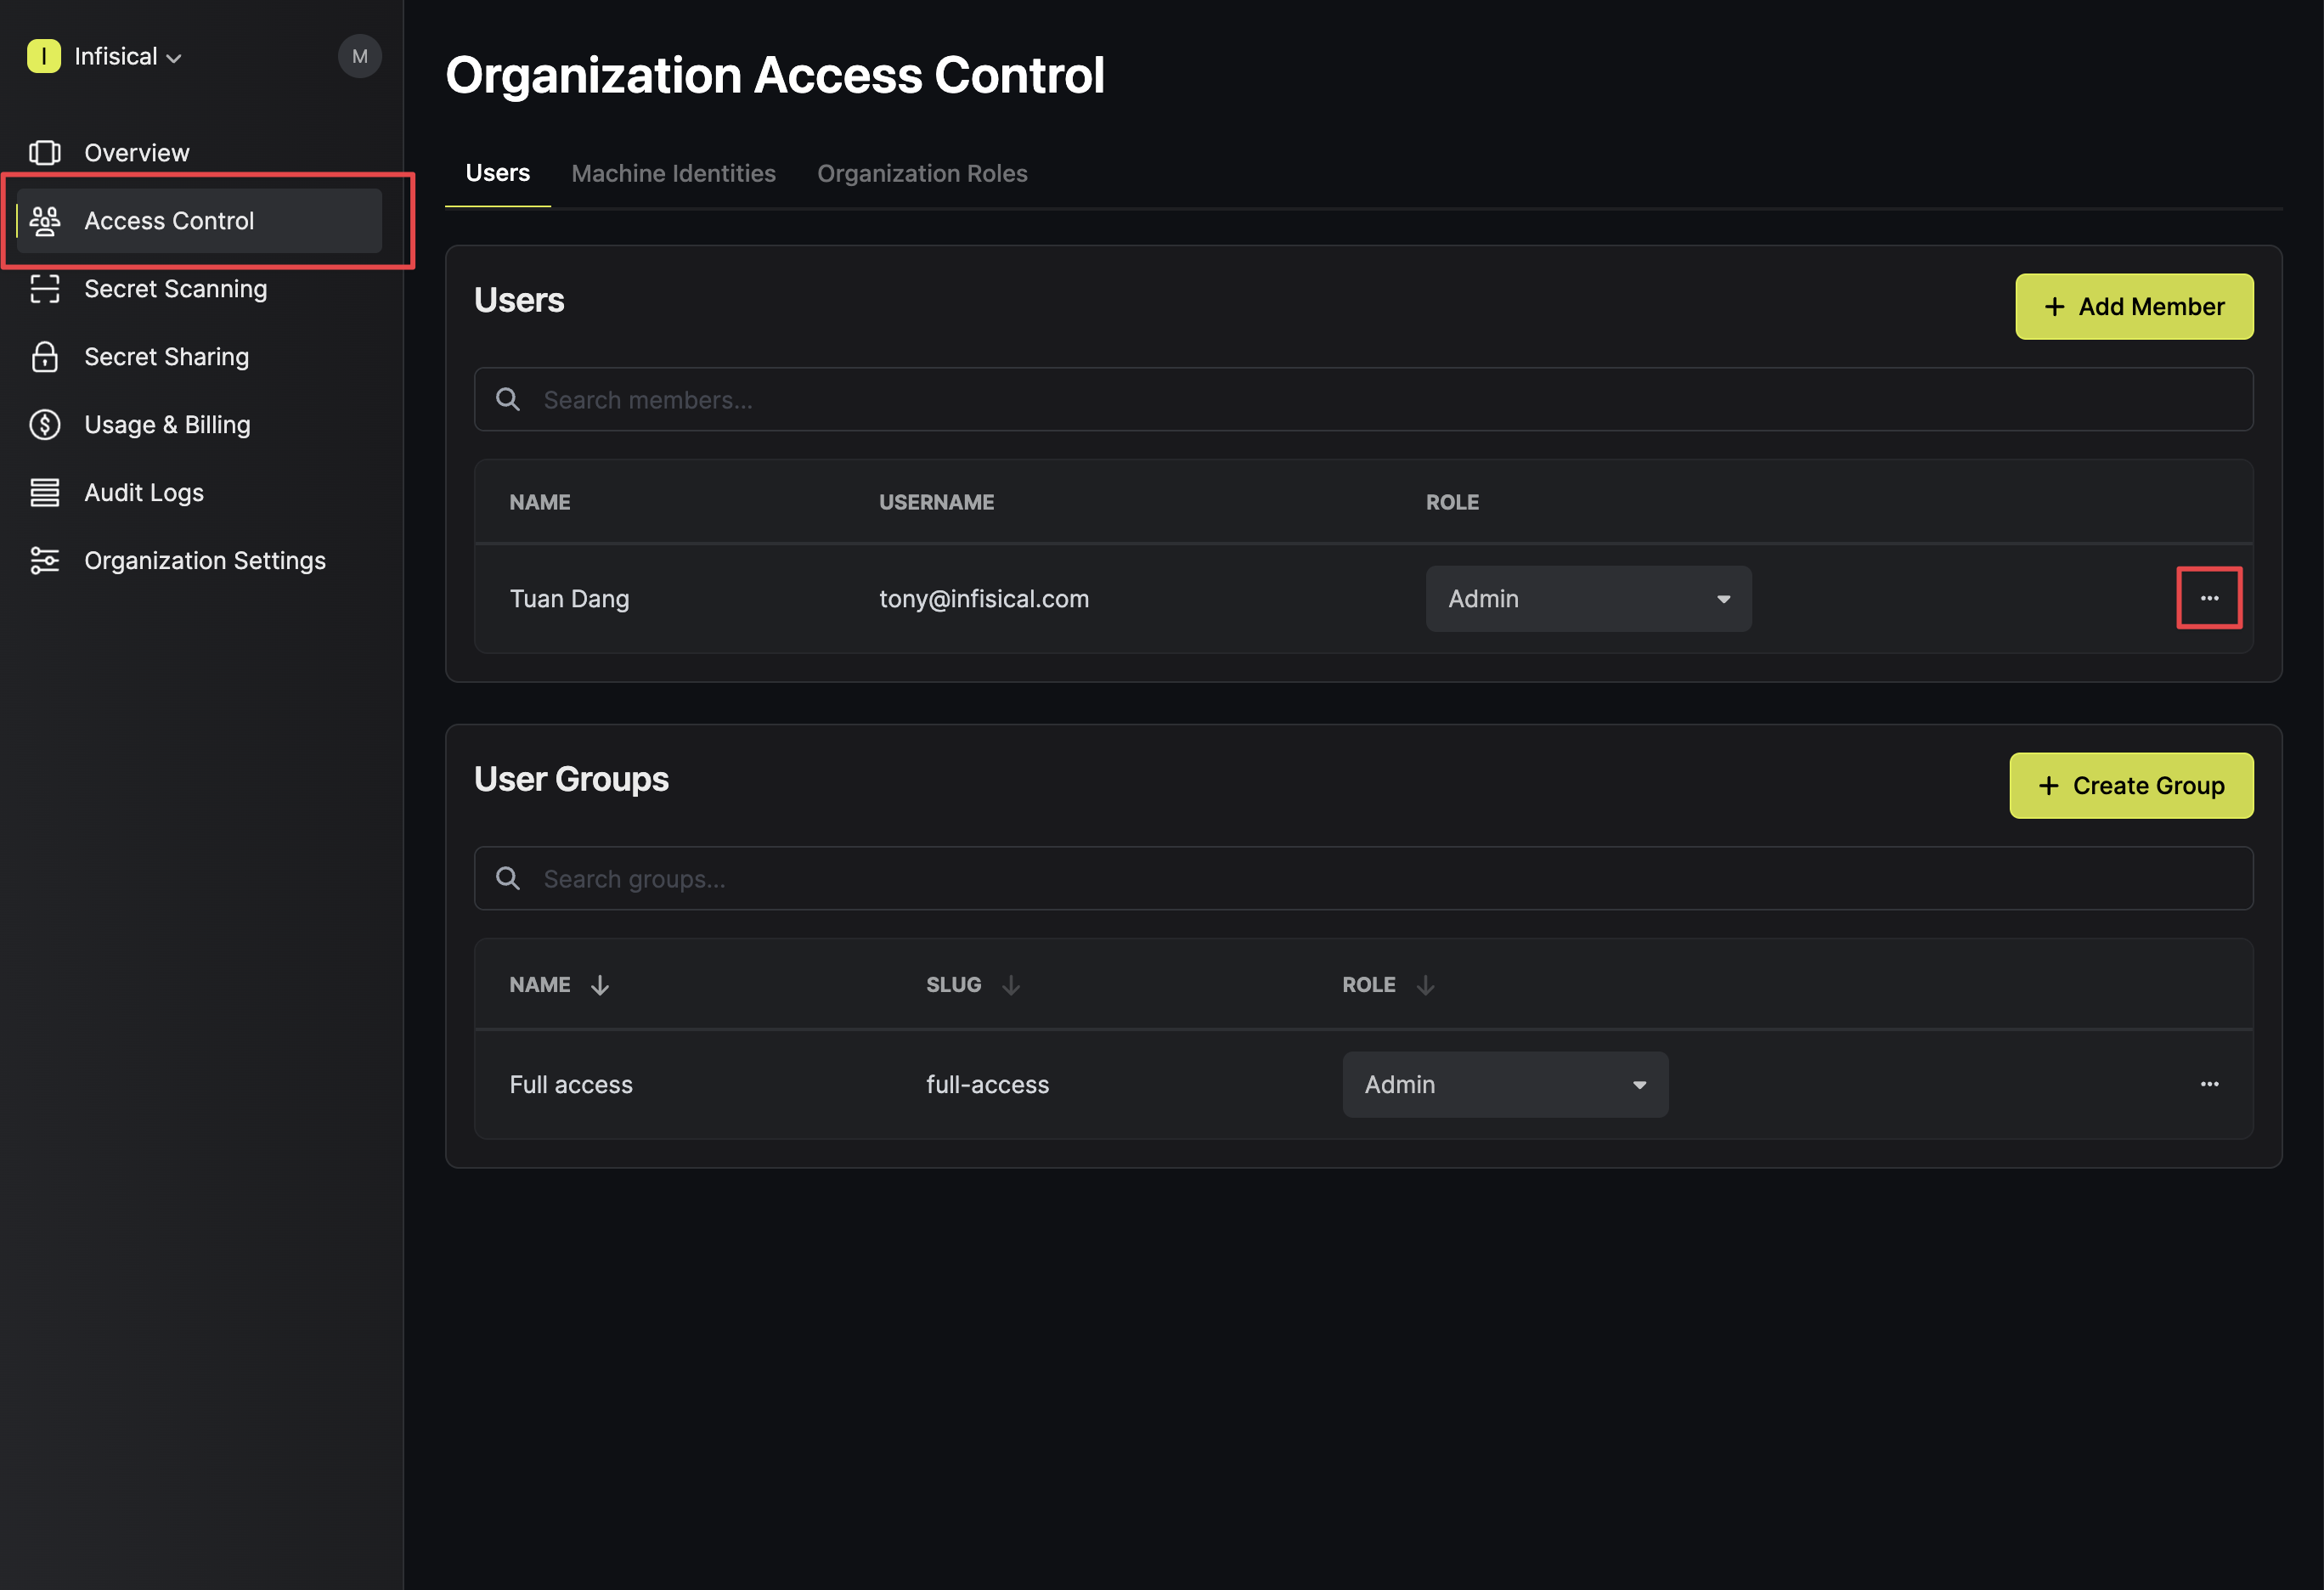 I Infisical M
Overview
Access Control
Secret Scanning
Secret Sharing
Usage & Billing
Audit Logs
Organization Settings
Organization Access Control
Users Machine Identities Organization Roles
Users
+ Add Member
Search members...
NAME USERNAME ROLE
Tuan Dang tony@infisical.com Admin
User Groups
+ Create Group
Search groups...
NAME SLUG ROLE
Full access full-access Admin